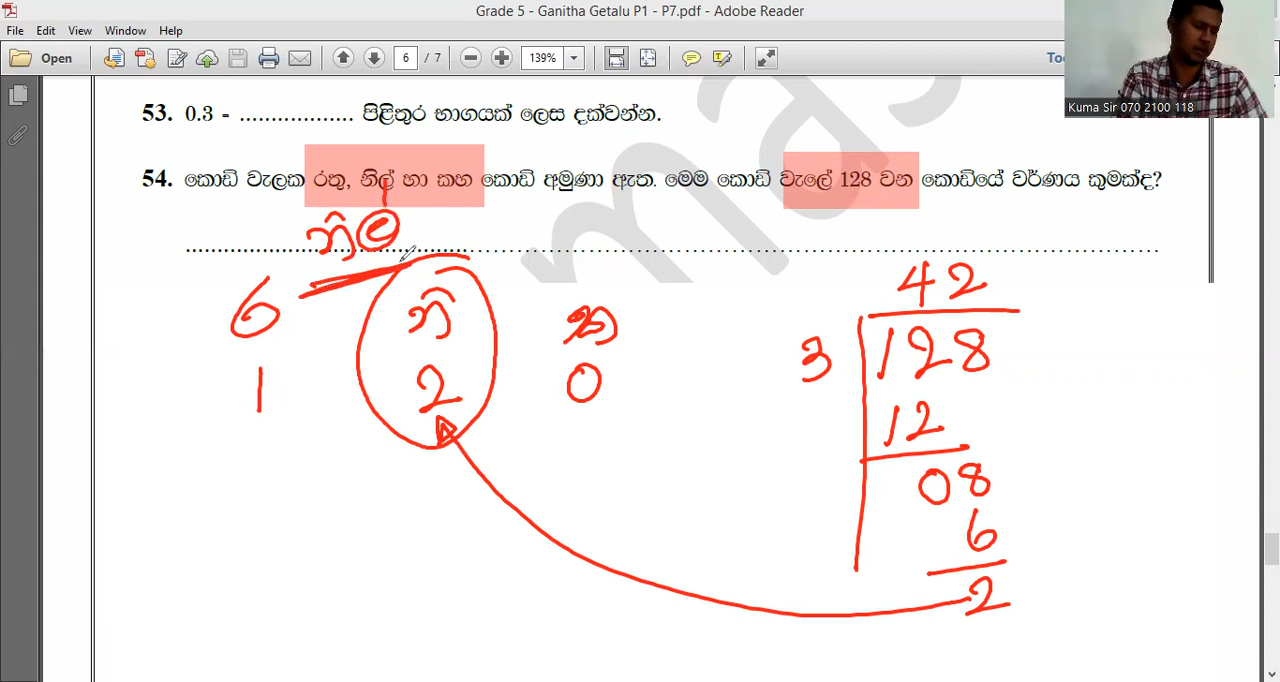 Grade 5 - Ganitha Getalu P1 - P7.pdf - Adobe Reader
File Edit View Window Help
Open 6 / 7 139% Too
Kuma Sir 070 2100 118
53. 0.3 = .................. පිළිතුර භාගයක් ලෙස දක්වන්න.
54. කොඩි වැලක රතු, නිල් හා කහ කොඩි අමුණා ඇත. මෙම කොඩි වැලේ 128 වන කොඩියේ වර්ණය කුමක්ද?
නිල්
ර නි ක
1 2 0
42
3 128
12
08
6
2